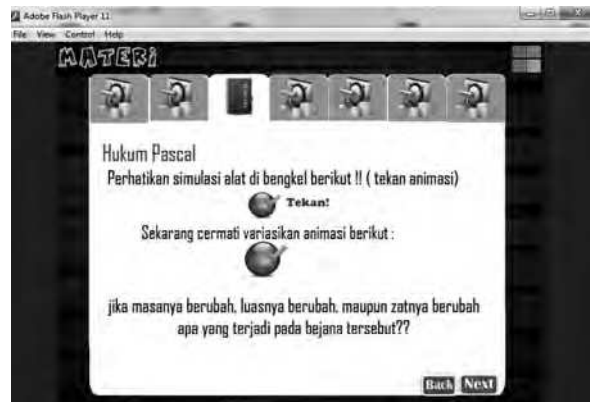 Adobe Flash Player 11
File View Control Help
MATERi
Hukum Pascal
Perhatikan simulasi alat di bengkel berikut !! ( tekan animasi)
Tekan!
Sekarang cermati variasikan animasi berikut :
jika masanya berubah, luasnya berubah, maupun zatnya berubah
apa yang terjadi pada bejana tersebut??
Back Next